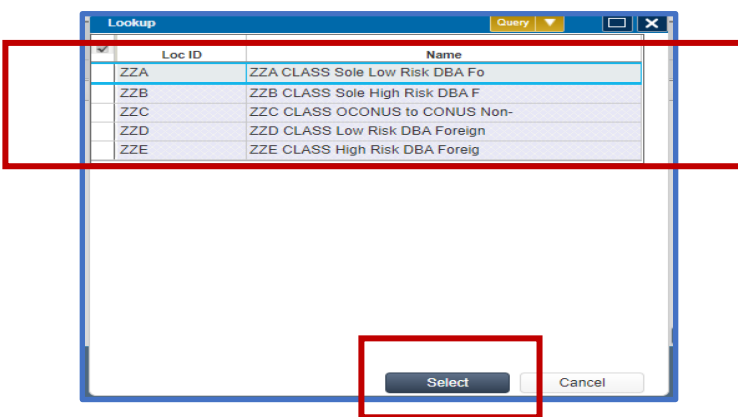 Lookup Query
Loc ID Name
ZZA ZZA CLASS Sole Low Risk DBA Fo
ZZB ZZB CLASS Sole High Risk DBA F
ZZC ZZC CLASS OCONUS to CONUS Non-
ZZD ZZD CLASS Low Risk DBA Foreign
ZZE ZZE CLASS High Risk DBA Foreig
Select Cancel